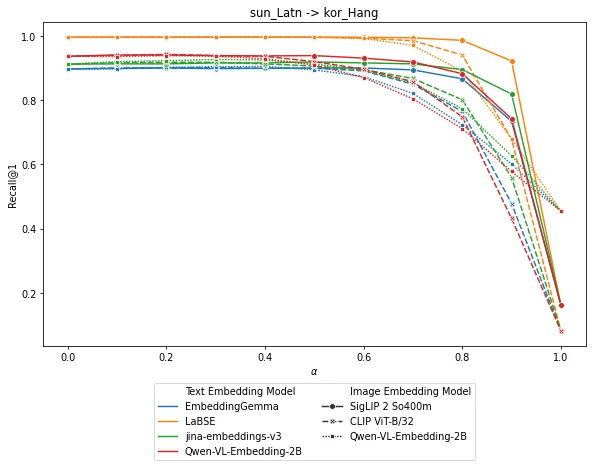 sun_Latn -> kor_Hang
1.0
0.8
0.6
0.4
0.2
Recall@1
0.0 0.2 0.4 0.6 0.8 1.0
α
Text Embedding Model Image Embedding Model
EmbeddingGemma SigLIP 2 So400m
LaBSE CLIP ViT-B/32
jina-embeddings-v3 Qwen-VL-Embedding-2B
Qwen-VL-Embedding-2B